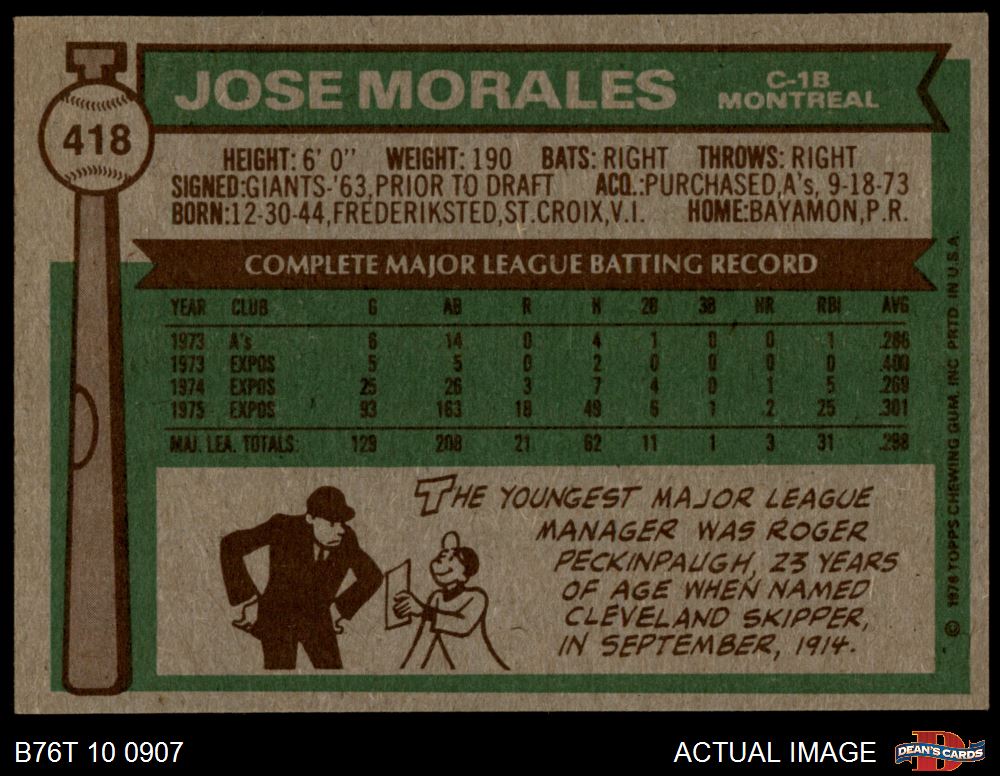 JOSE MORALES C-1B
MONTREAL
418
HEIGHT: 6' 0" WEIGHT: 190 BATS: RIGHT THROWS: RIGHT
SIGNED:GIANTS-'63,PRIOR TO DRAFT ACQ.:PURCHASED,A's, 9-18-73
BORN:12-30-44,FREDERIKSTED,ST.CROIX,V.I. HOME:BAYAMON,P.R.
COMPLETE MAJOR LEAGUE BATTING RECORD
YEAR CLUB G AB R H 2B 3B HR RBI AVG
1973 A's 6 14 0 4 1 0 0 1 .286
1973 EXPOS 5 5 0 2 0 0 0 0 .400
1974 EXPOS 25 26 3 7 4 0 1 5 .269
1975 EXPOS 93 163 18 49 6 1 2 25 .301
MAJ. LEA. TOTALS: 129 208 21 62 11 1 3 31 .298
THE YOUNGEST MAJOR LEAGUE
MANAGER WAS ROGER
PECKINPAUGH, 23 YEARS
OF AGE WHEN NAMED
CLEVELAND SKIPPER,
IN SEPTEMBER, 1914.
© 1976 TOPPS CHEWING GUM, INC PRTD. IN U.S.A.
B76T 10 0907 ACTUAL IMAGE
D
DEAN'S CARDS